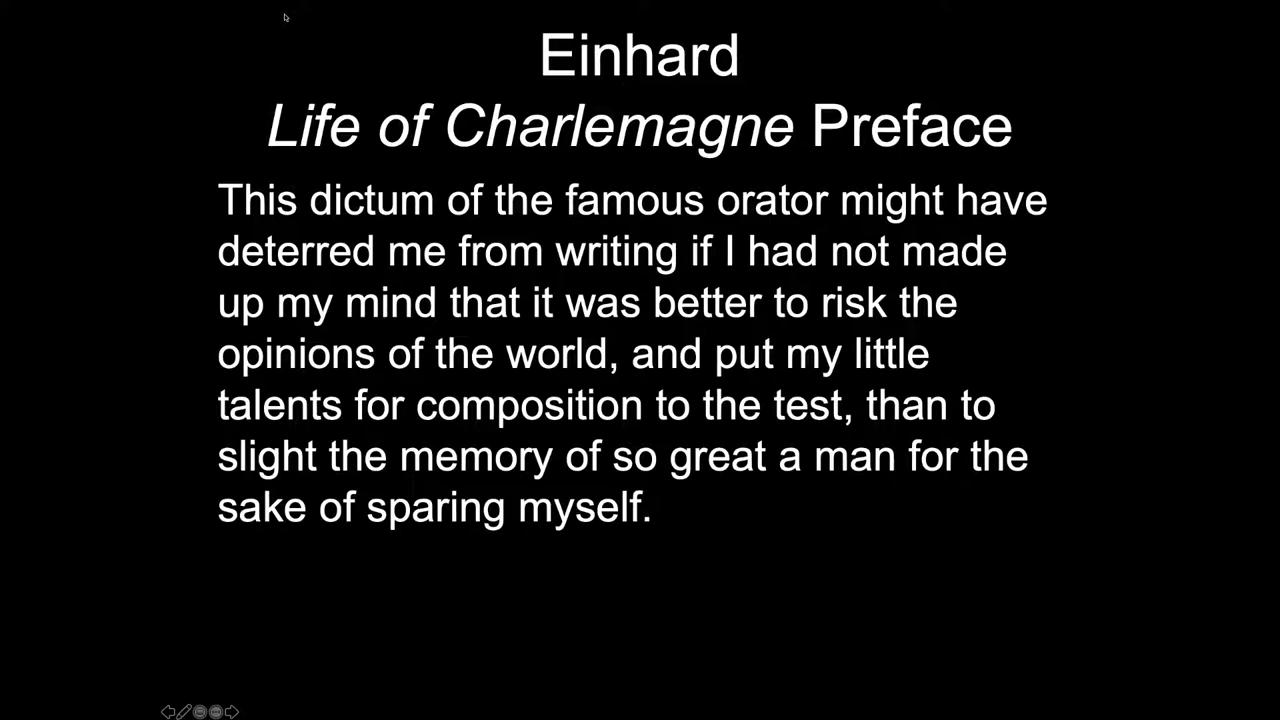 Einhard
Life of Charlemagne Preface
This dictum of the famous orator might have
deterred me from writing if I had not made
up my mind that it was better to risk the
opinions of the world, and put my little
talents for composition to the test, than to
slight the memory of so great a man for the
sake of sparing myself.